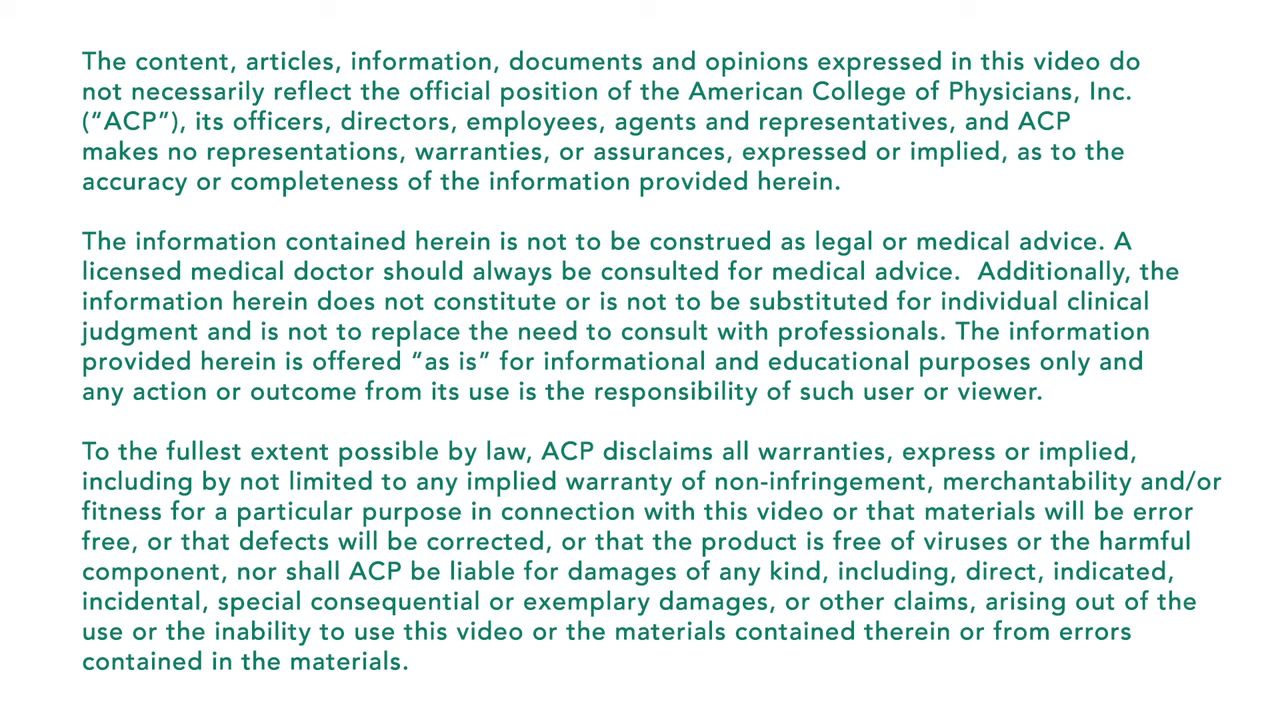 The content, articles, information, documents and opinions expressed in this video do
not necessarily reflect the official position of the American College of Physicians, Inc.
(“ACP”), its officers, directors, employees, agents and representatives, and ACP
makes no representations, warranties, or assurances, expressed or implied, as to the
accuracy or completeness of the information provided herein.
The information contained herein is not to be construed as legal or medical advice. A
licensed medical doctor should always be consulted for medical advice.  Additionally, the
information herein does not constitute or is not to be substituted for individual clinical
judgment and is not to replace the need to consult with professionals. The information
provided herein is offered “as is” for informational and educational purposes only and
any action or outcome from its use is the responsibility of such user or viewer.
To the fullest extent possible by law, ACP disclaims all warranties, express or implied,
including by not limited to any implied warranty of non-infringement, merchantability and/or
fitness for a particular purpose in connection with this video or that materials will be error
free, or that defects will be corrected, or that the product is free of viruses or the harmful
component, nor shall ACP be liable for damages of any kind, including, direct, indicated,
incidental, special consequential or exemplary damages, or other claims, arising out of the
use or the inability to use this video or the materials contained therein or from errors
contained in the materials.